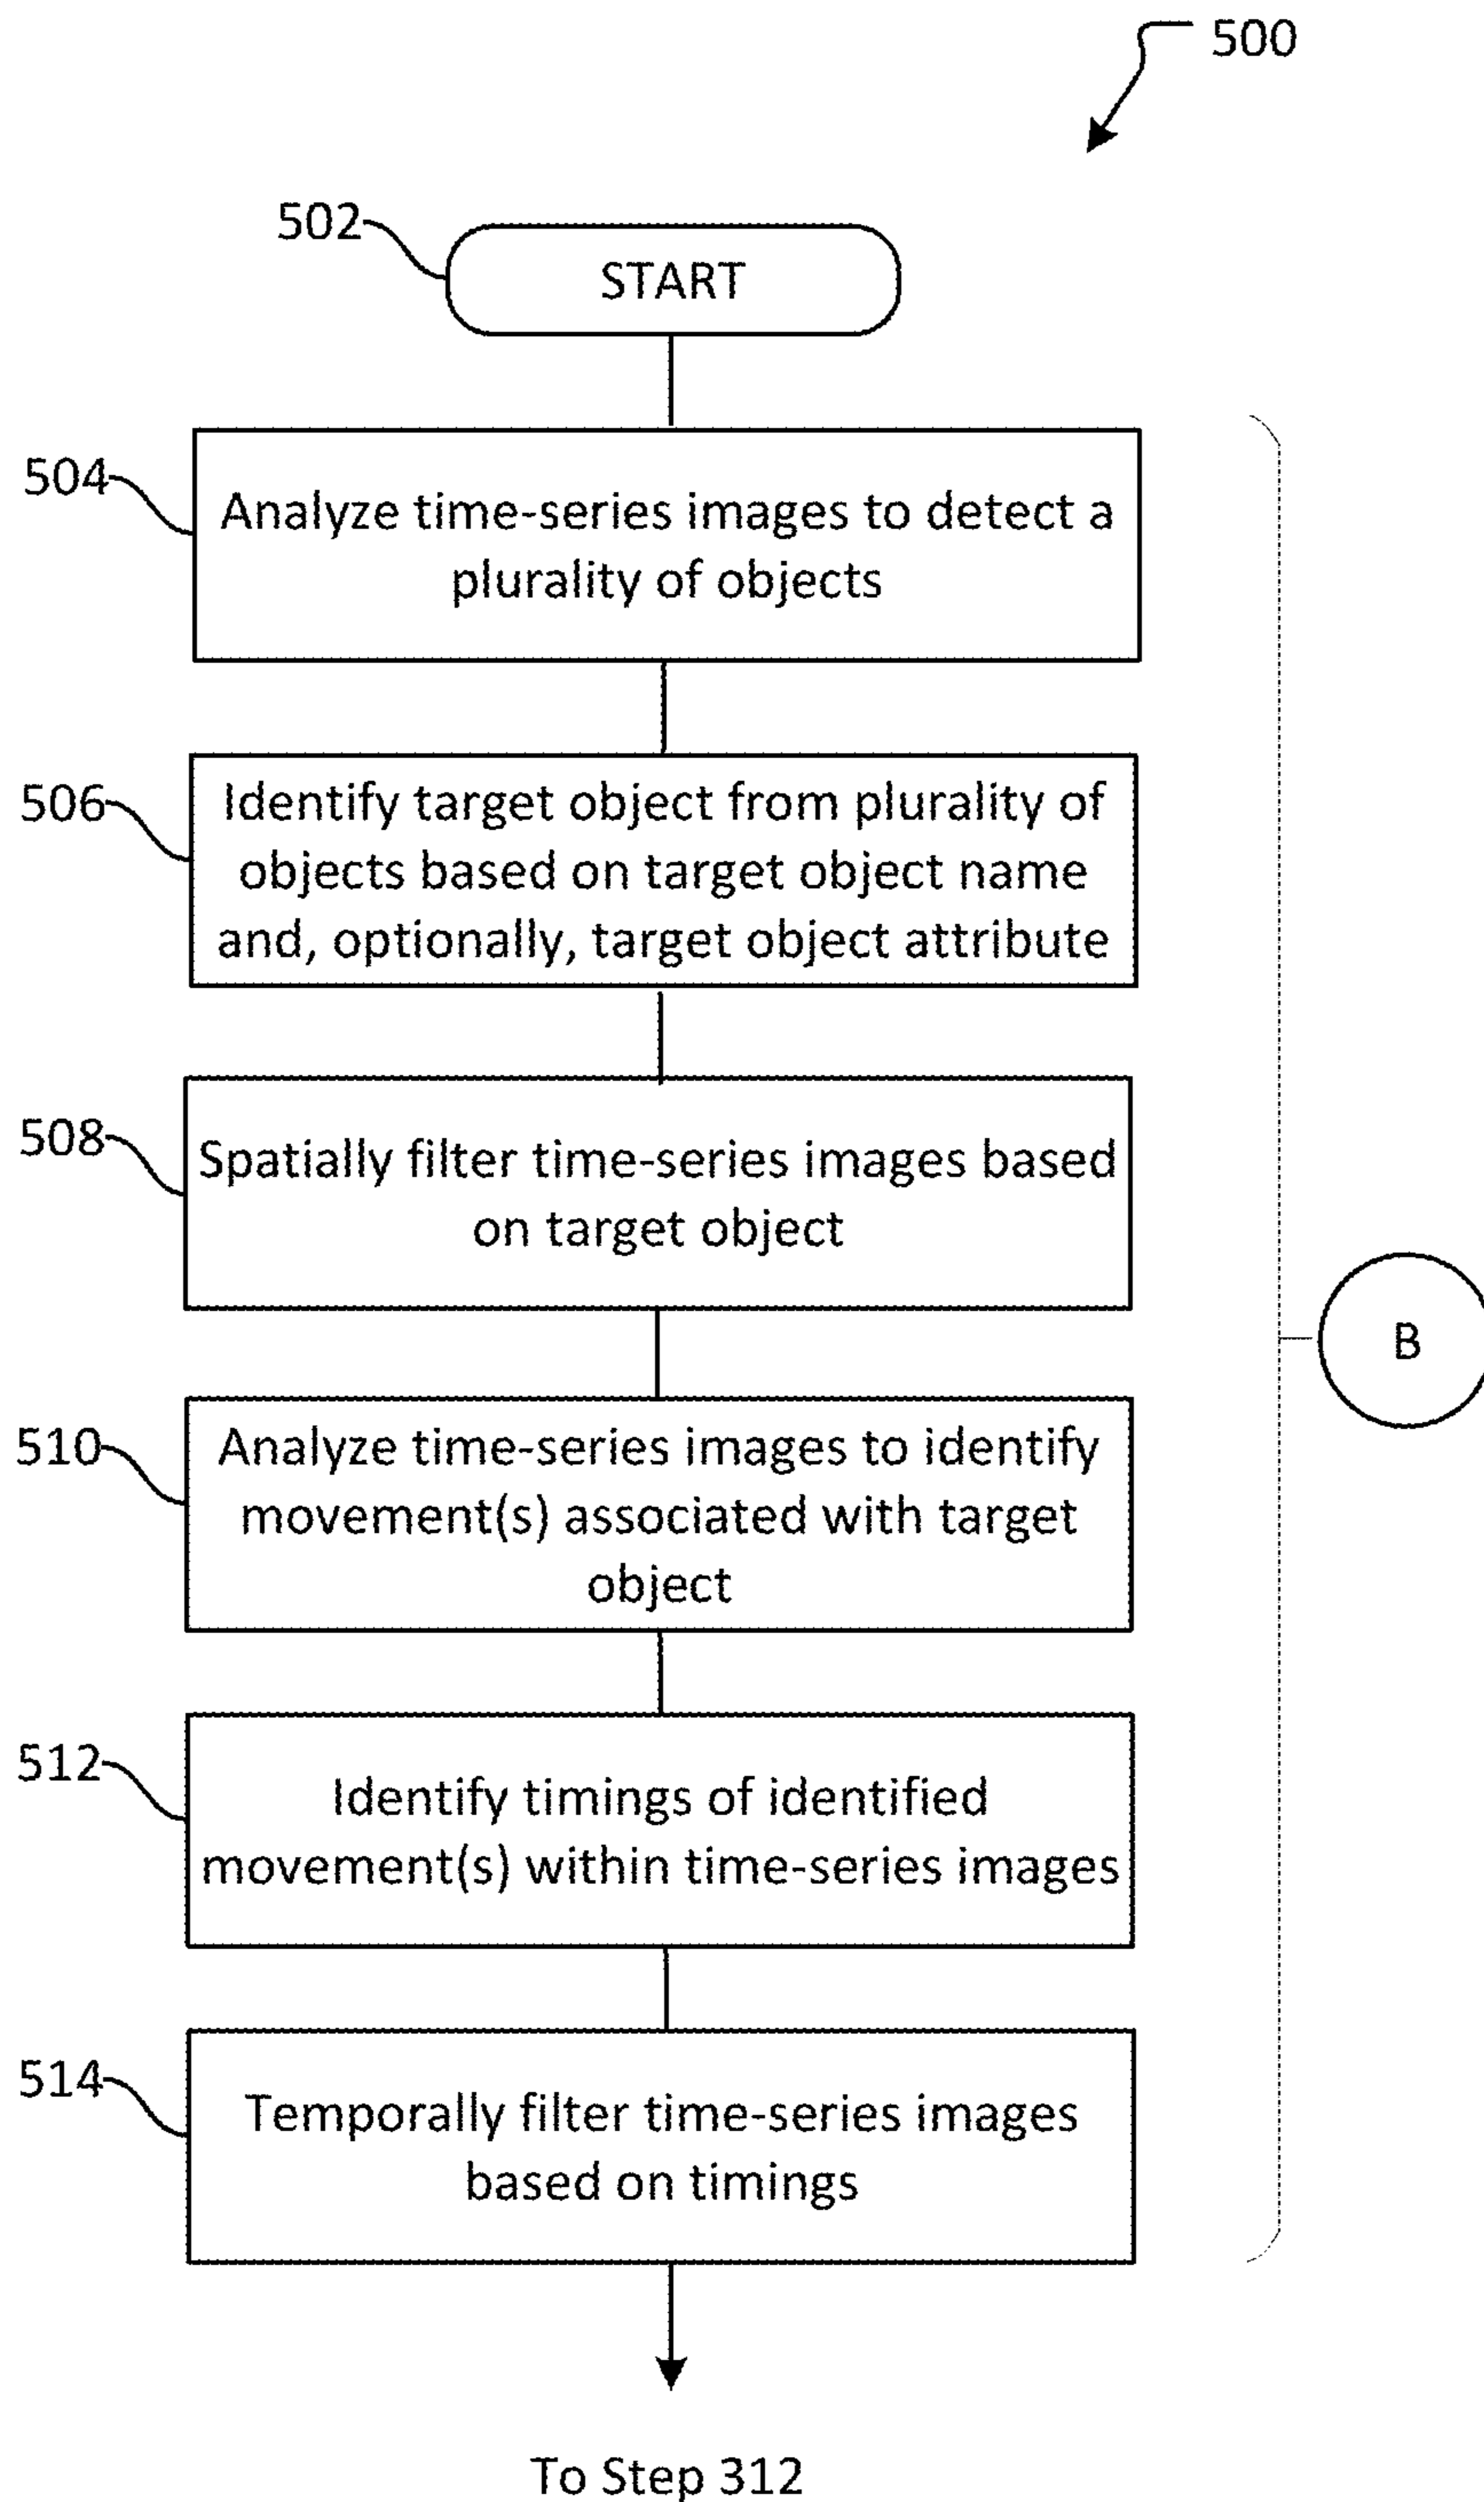 500
502
START
504
Analyze time-series images to detect a
plurality of objects
506
Identify target object from plurality of
objects based on target object name
and, optionally, target object attribute
508
Spatially filter time-series images based
on target object
B
510
Analyze time-series images to identify
movement(s) associated with target
object
512
Identify timings of identified
movement(s) within time-series images
514
Temporally filter time-series images
based on timings
To Step 312